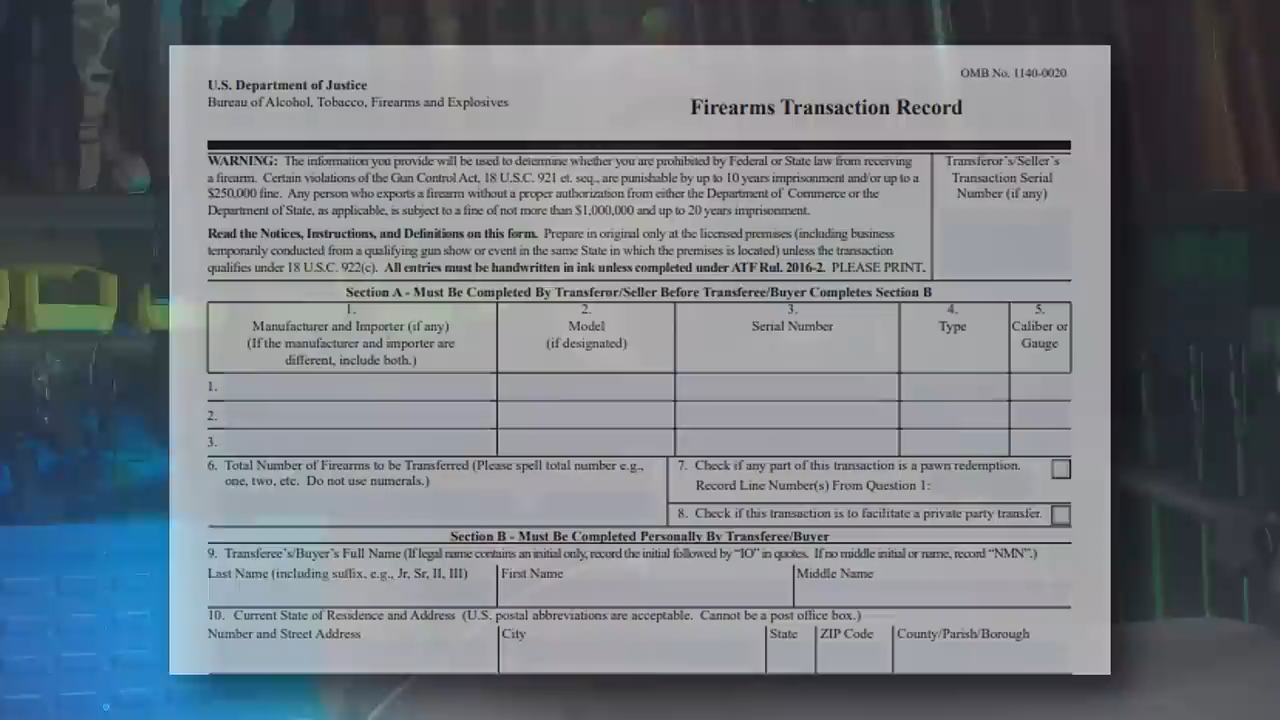 OMB No. 1140-0020
U.S. Department of Justice
Bureau of Alcohol, Tobacco, Firearms and Explosives
Firearms Transaction Record
WARNING: The information you provide will be used to determine whether you are prohibited by Federal or State law from receiving
a firearm. Certain violations of the Gun Control Act, 18 U.S.C. 921 et. seq., are punishable by up to 10 years imprisonment and/or up to a
$250,000 fine. Any person who exports a firearm without a proper authorization from either the Department of Commerce or the
Department of State, as applicable, is subject to a fine of not more than $1,000,000 and up to 20 years imprisonment.
Read the Notices, Instructions, and Definitions on this form. Prepare in original only at the licensed premises (including business
temporarily conducted from a qualifying gun show or event in the same State in which the premises is located) unless the transaction
qualifies under 18 U.S.C. 922(c). All entries must be handwritten in ink unless completed under ATF Rul. 2016-2. PLEASE PRINT.
Transferor's/Seller's
Transaction Serial
Number (if any)
Section A - Must Be Completed By Transferor/Seller Before Transferee/Buyer Completes Section B
1.
Manufacturer and Importer (if any)
(If the manufacturer and importer are
different, include both.)
2.
Model
(if designated)
3.
Serial Number
4.
Type
5.
Caliber or
Gauge
1.
2.
3.
6. Total Number of Firearms to be Transferred (Please spell total number e.g.,
one, two, etc. Do not use numerals.)
7. Check if any part of this transaction is a pawn redemption.
Record Line Number(s) From Question 1:
8. Check if this transaction is to facilitate a private party transfer.
Section B - Must Be Completed Personally By Transferee/Buyer
9. Transferee's/Buyer's Full Name (If legal name contains an initial only, record the initial followed by "IO" in quotes. If no middle initial or name, record "NMN".)
Last Name (including suffix, e.g., Jr, Sr, II, III)
First Name
Middle Name
10. Current State of Residence and Address (U.S. postal abbreviations are acceptable. Cannot be a post office box.)
Number and Street Address
City
State
ZIP Code
County/Parish/Borough